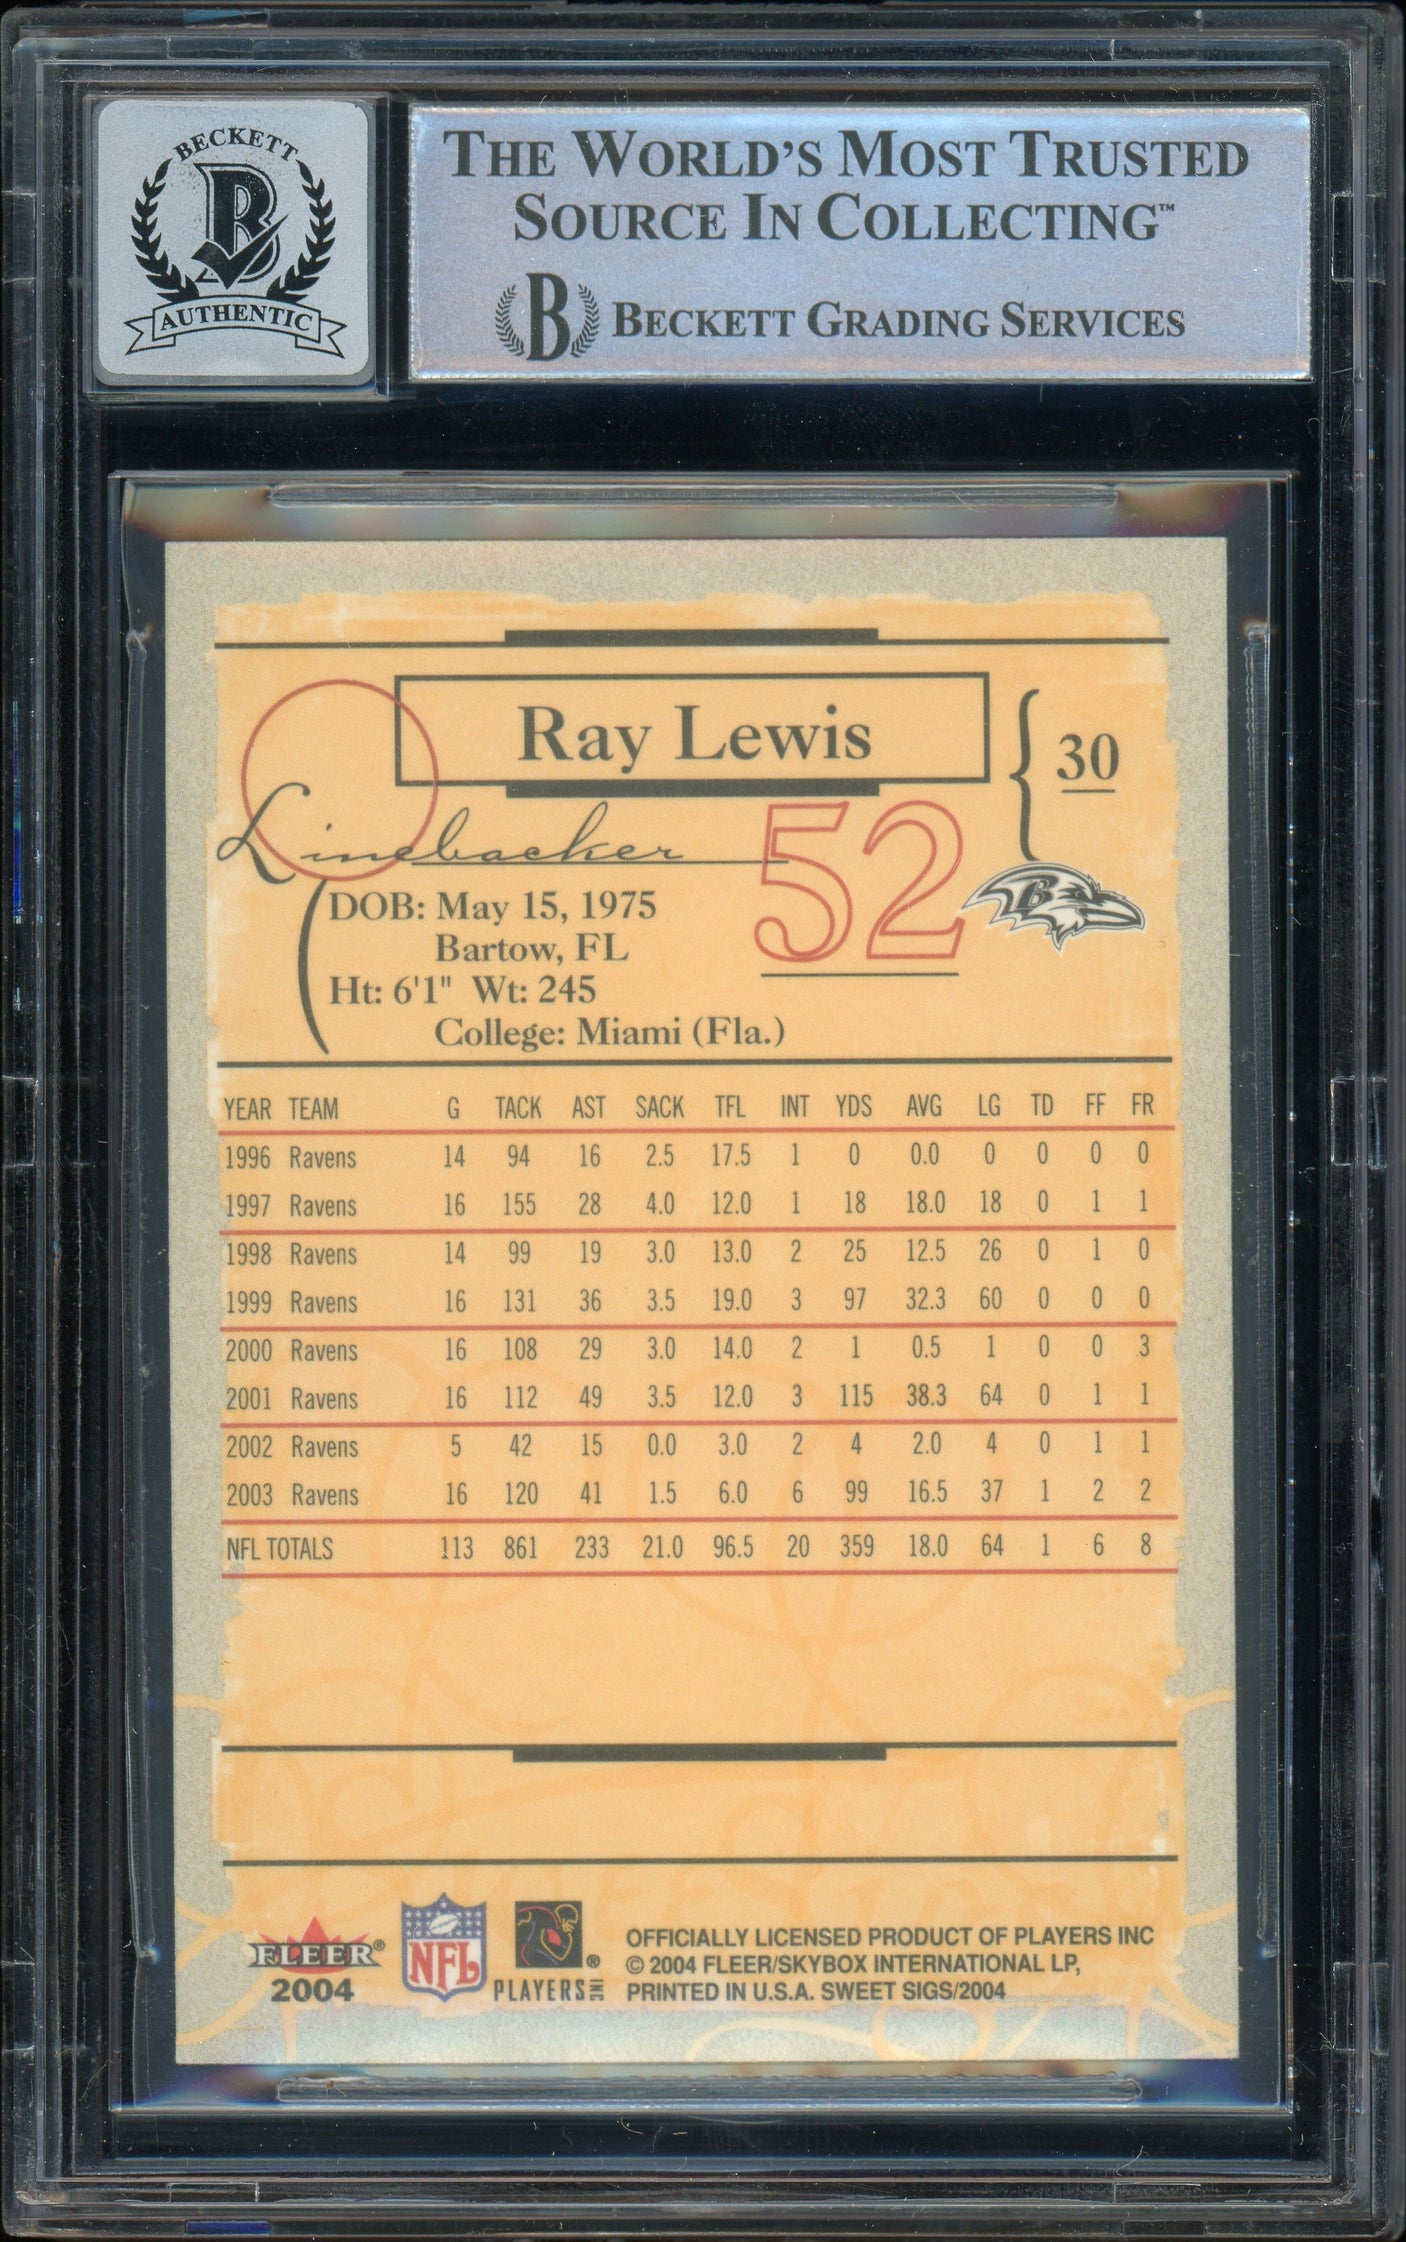 BECKETT
B
AUTHENTIC
THE WORLD'S MOST TRUSTED
SOURCE IN COLLECTING™
B BECKETT GRADING SERVICES
Ray Lewis
30
Linebacker
52
B
DOB: May 15, 1975
Bartow, FL
Ht: 6'1" Wt: 245
College: Miami (Fla.)
YEAR TEAM G TACK AST SACK TFL INT YDS AVG LG TD FF FR
1996 Ravens 14 94 16 2.5 17.5 1 0 0.0 0 0 0 0
1997 Ravens 16 155 28 4.0 12.0 1 18 18.0 18 0 1 1
1998 Ravens 14 99 19 3.0 13.0 2 25 12.5 26 0 1 0
1999 Ravens 16 131 36 3.5 19.0 3 97 32.3 60 0 0 0
2000 Ravens 16 108 29 3.0 14.0 2 1 0.5 1 0 0 3
2001 Ravens 16 112 49 3.5 12.0 3 115 38.3 64 0 1 1
2002 Ravens 5 42 15 0.0 3.0 2 4 2.0 4 0 1 1
2003 Ravens 16 120 41 1.5 6.0 6 99 16.5 37 1 2 2
NFL TOTALS 113 861 233 21.0 96.5 20 359 18.0 64 1 6 8
FLEER®
2004
NFL
PLAYERS INC ®
OFFICIALLY LICENSED PRODUCT OF PLAYERS INC
© 2004 FLEER/SKYBOX INTERNATIONAL LP,
PRINTED IN U.S.A. SWEET SIGS/2004